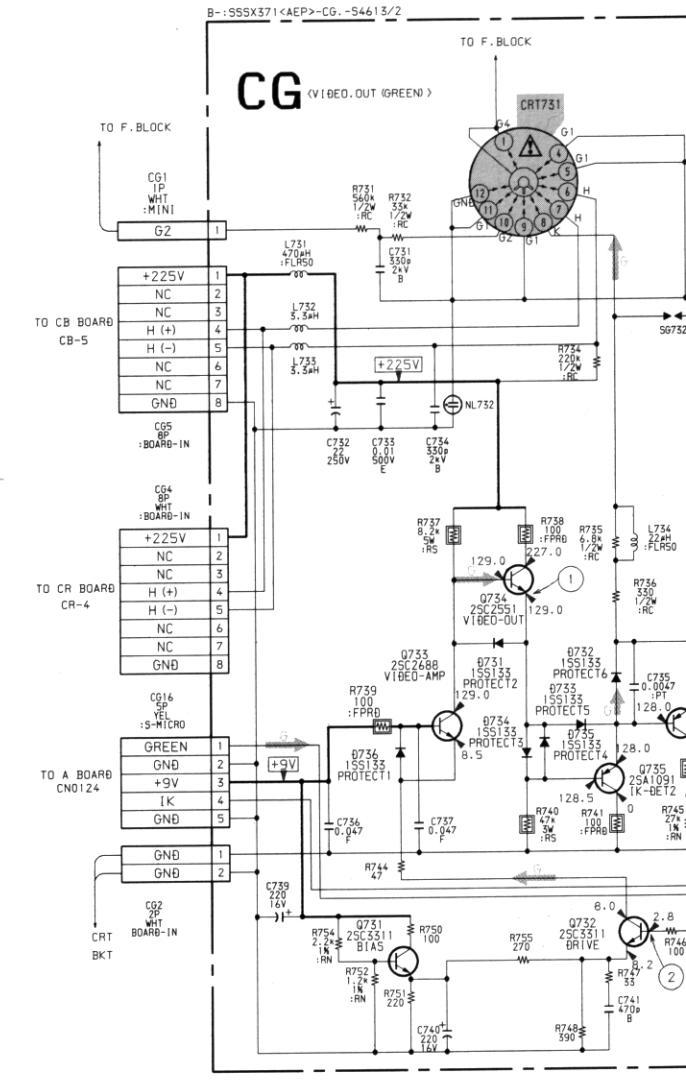 B-:SSSX371<AEP>-CG.-S4613/2
TO F.BLOCK
CG
<VIDEO.OUT (GREEN)>
CRT731
TO F.BLOCK
G4
G1
1
4
G1
5
6
H
7
H
8
K
9
G1
10
G2
11
G1
12
GND
CG1
1P
WHT
:MINI
G2
1
R731
560k
1/2W
:RC
R732
33k
1/2W
:RC
C731
330p
2kV
B
L731
470µH
:FLR50
L732
3.3µH
L733
3.3µH
G
SG732
TO CB BOARD
CB-5
+225V
1
NC
2
NC
3
H (+)
4
H (-)
5
NC
6
NC
7
GND
8
CG5
8P
:BOARD-IN
+225V
R734
220k
1/2W
:RC
NL732
C732
22
250V
C733
0.01
500V
E
C734
330p
2kV
B
CG4
8P
WHT
:BOARD-IN
TO CR BOARD
CR-4
+225V
1
NC
2
NC
3
H (+)
4
H (-)
5
NC
6
NC
7
GND
8
R737
8.2k
5W
:RS
R738
100
:FPRD
227.0
R735
6.8k
1/2W
:RC
L734
22µH
:FLR50
129.0
G
1
Q734
2SC2551
VIDEO-OUT
129.0
R736
330
1/2W
:RC
Q733
2SC2688
VIDEO-AMP
129.0
D731
1SS133
PROTECT2
D732
1SS133
PROTECT6
D733
1SS133
PROTECT5
C735
0.0047
:PT
128.0
G
R739
100
:FPRD
8.5
D734
1SS133
PROTECT3
D735
1SS133
PROTECT4
128.0
D736
1SS133
PROTECT1
Q735
2SA1091
IK-DET2
128.5
0
CG16
5P
YEL
:S-MICRO
TO A BOARD
CN0124
GREEN
1
GND
2
+9V
3
IK
4
GND
5
G
+9V
C736
0.047
F
C737
0.047
F
R740
47k
3W
:RS
R741
100
:FPRD
R745
27k
1%
:RN
GND
1
GND
2
CG2
2P
WHT
BOARD-IN
CRT
BKT
R744
47
G
C739
220
16V
R754
2.2k
1%
:RN
Q731
2SC3311
BIAS
R750
100
R752
1.2k
1%
:RN
R751
220
R755
270
Q732
2SC3311
DRIVE
8.0
2.8
R746
100
8.2
2
R747
33
C741
470p
B
C740
220
16V
R748
390